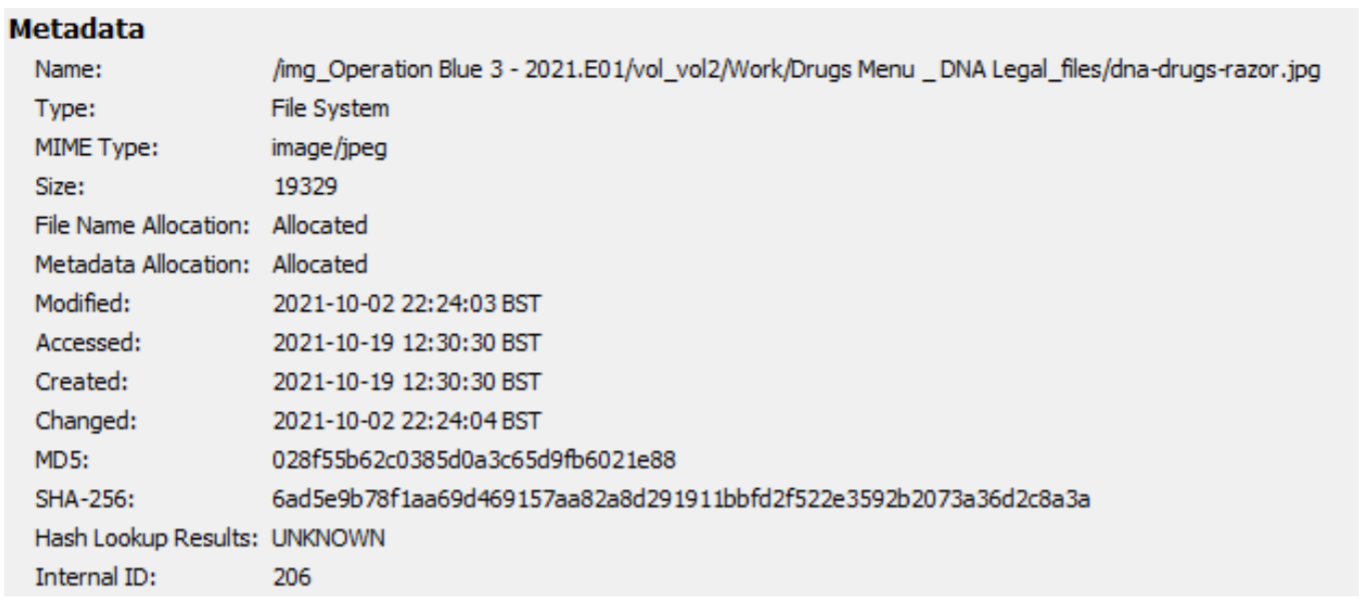 Metadata
Name: /img_Operation Blue 3 - 2021.E01/vol_vol2/Work/Drugs Menu _ DNA Legal_files/dna-drugs-razor.jpg
Type: File System
MIME Type: image/jpeg
Size: 19329
File Name Allocation: Allocated
Metadata Allocation: Allocated
Modified: 2021-10-02 22:24:03 BST
Accessed: 2021-10-19 12:30:30 BST
Created: 2021-10-19 12:30:30 BST
Changed: 2021-10-02 22:24:04 BST
MD5: 028f55b62c0385d0a3c65d9fb6021e88
SHA-256: 6ad5e9b78f1aa69d469157aa82a8d291911bbfd2f522e3592b2073a36d2c8a3a
Hash Lookup Results: UNKNOWN
Internal ID: 206